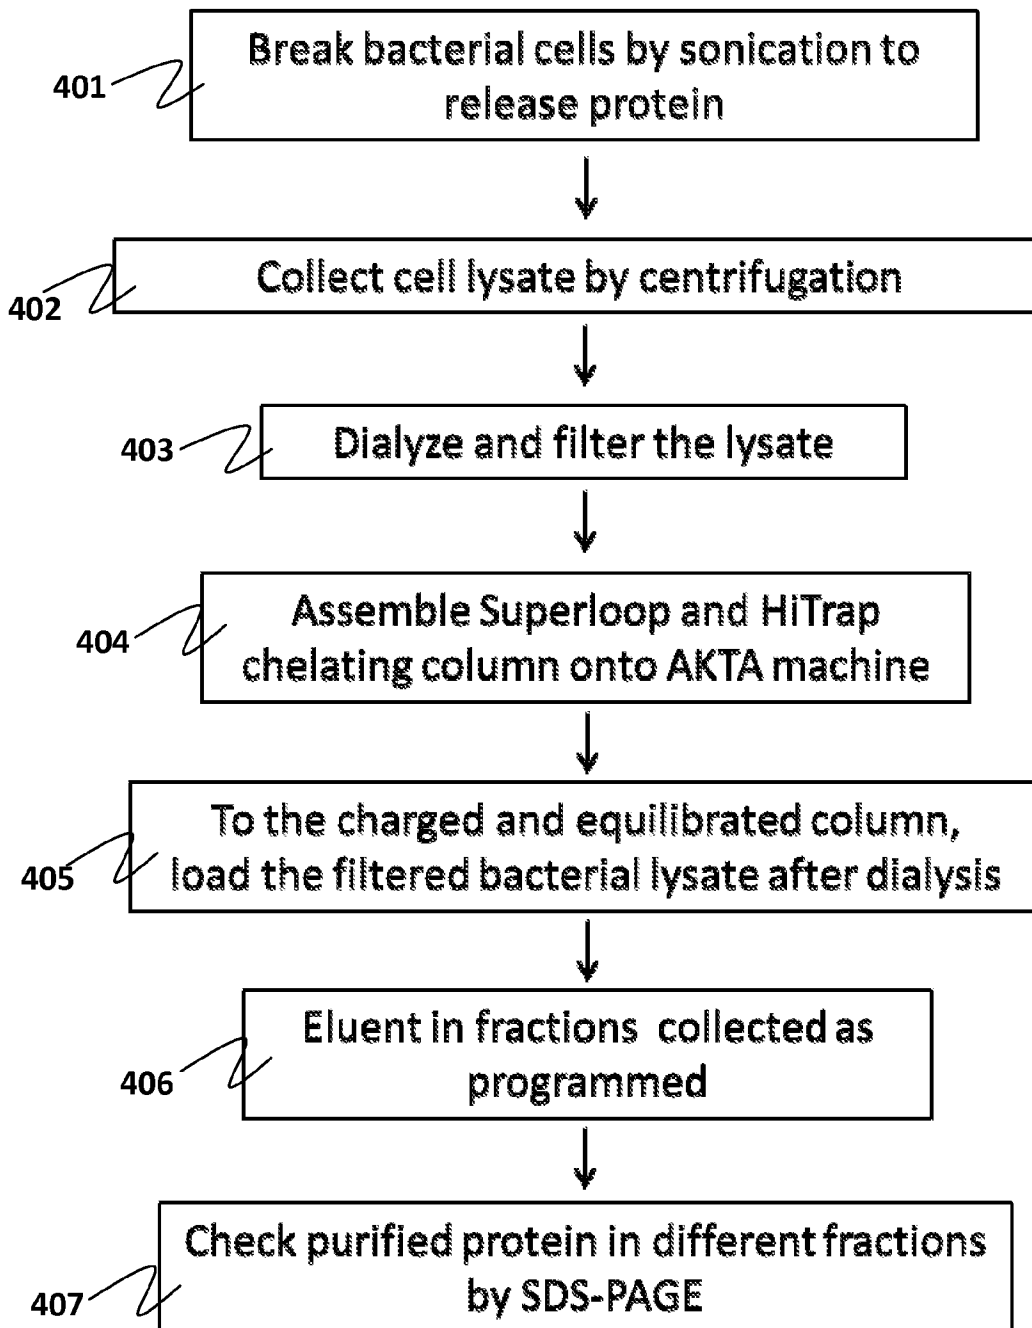 401
Break bacterial cells by sonication to
release protein
402
Collect cell lysate by centrifugation
403
Dialyze and filter the lysate
404
Assemble Superloop and HiTrap
chelating column onto AKTA machine
405
To the charged and equilibrated column,
load the filtered bacterial lysate after dialysis
406
Eluent in fractions collected as
programmed
407
Check purified protein in different fractions
by SDS-PAGE